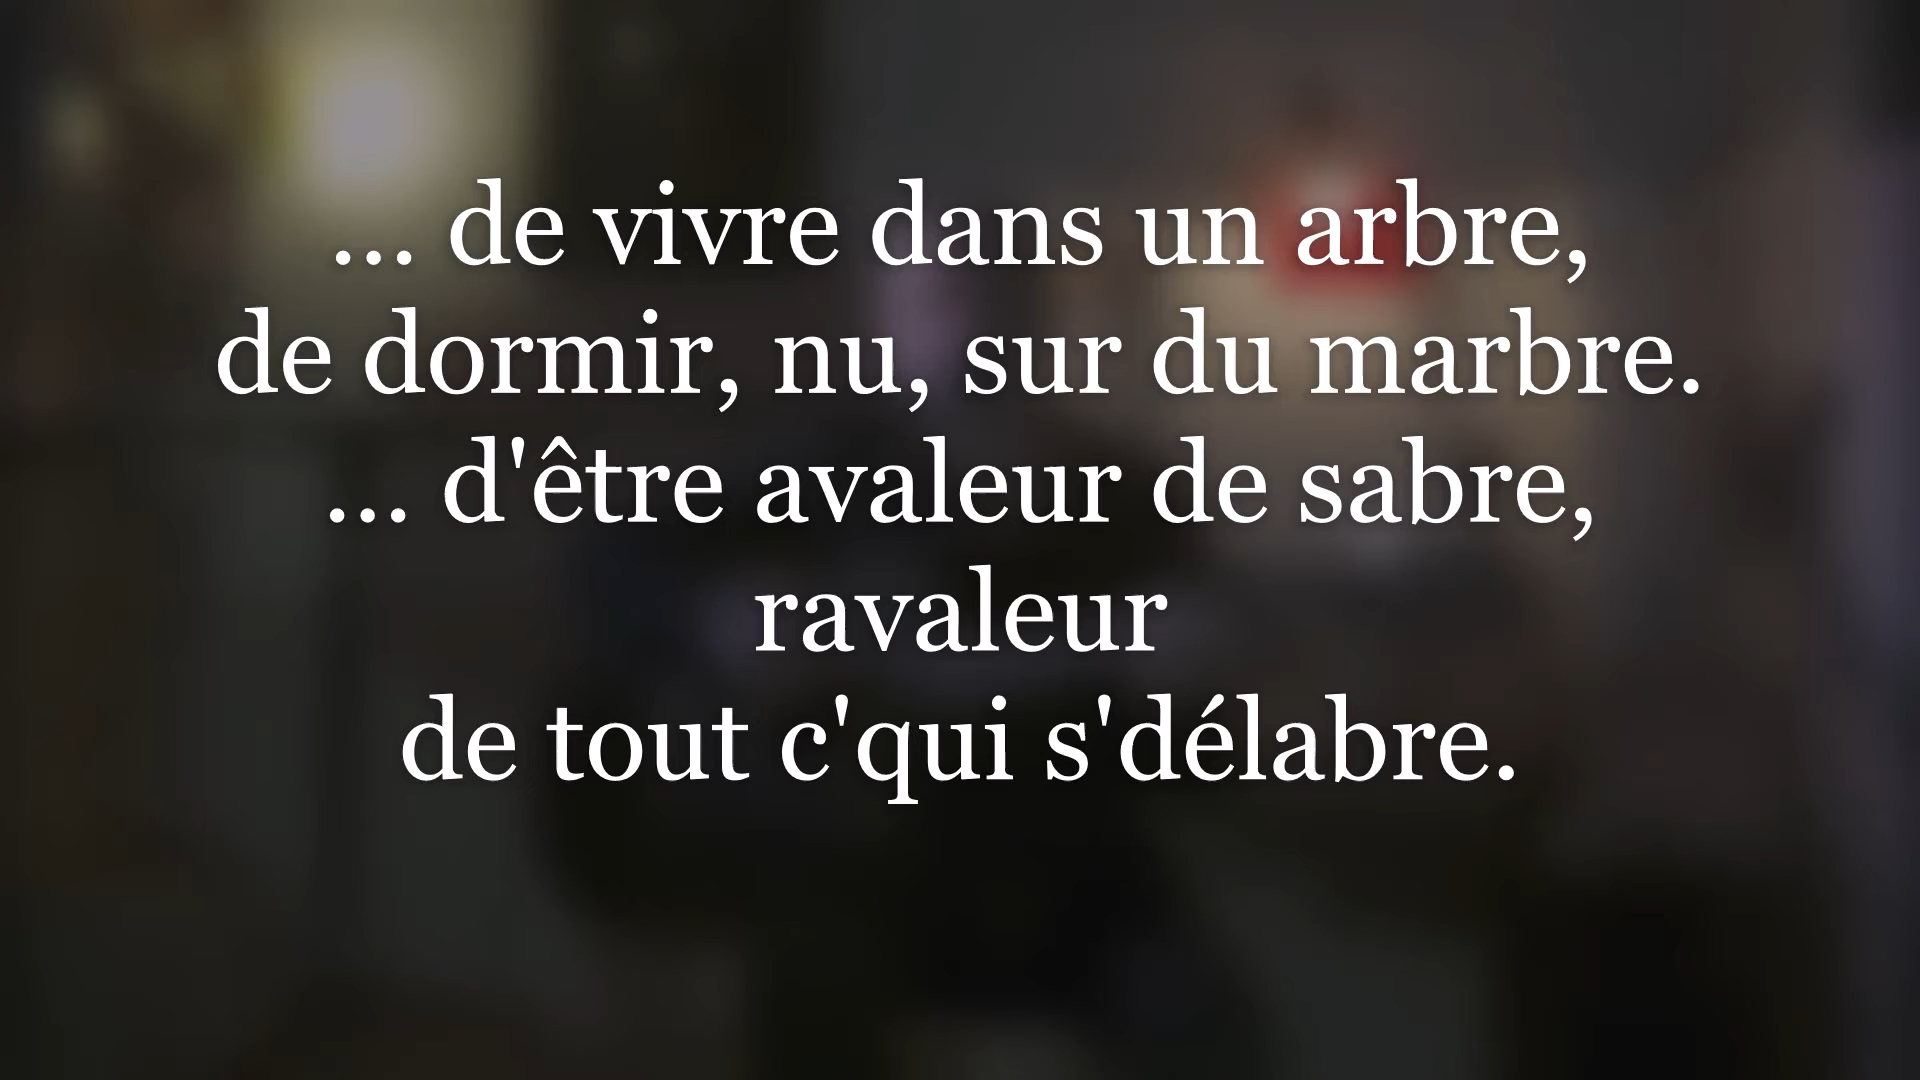 ... de vivre dans un arbre,
de dormir, nu, sur du marbre.
... d'être avaleur de sabre,
ravaleur
de tout c'qui s'délabre.